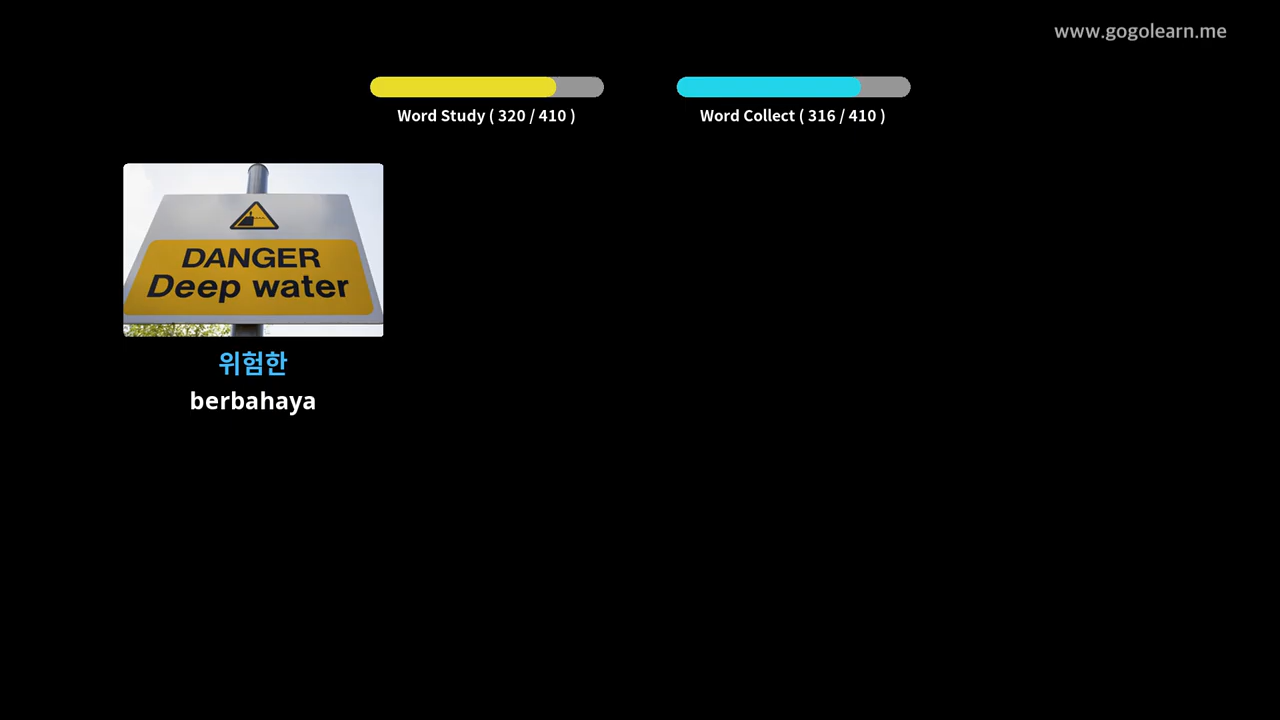 www.gogolearn.me
Word Study ( 320 / 410 )
Word Collect ( 316 / 410 )
DANGER
Deep water
위험한
berbahaya